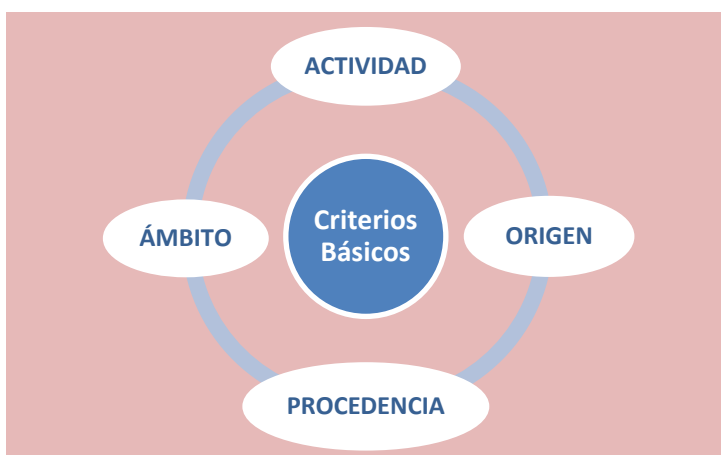 ACTIVIDAD
ÁMBITO
Criterios
Básicos
ORIGEN
PROCEDENCIA